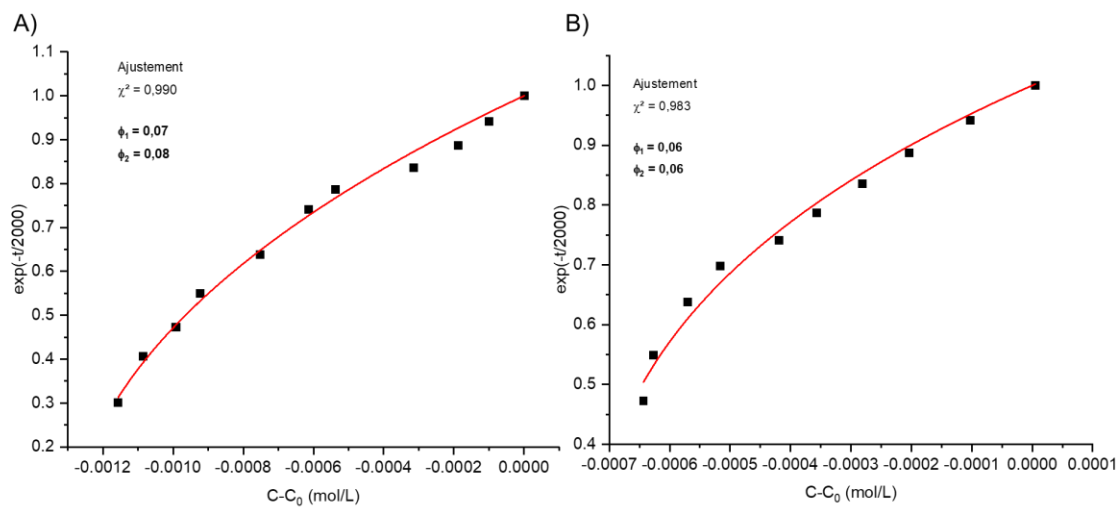 A)
exp(-t/2000)
1.1
1.0
0.9
0.8
0.7
0.6
0.5
0.4
0.3
0.2
Ajustement
χ² = 0,990
ϕ₁ = 0,07
ϕ₂ = 0,08
-0.0012 -0.0010 -0.0008 -0.0006 -0.0004 -0.0002 0.0000
C-C₀ (mol/L)
B)
exp(-t/2000)
1.0
0.9
0.8
0.7
0.6
0.5
0.4
Ajustement
χ² = 0,983
ϕ₁ = 0,06
ϕ₂ = 0,06
-0.0007 -0.0006 -0.0005 -0.0004 -0.0003 -0.0002 -0.0001 0.0000 0.0001
C-C₀ (mol/L)